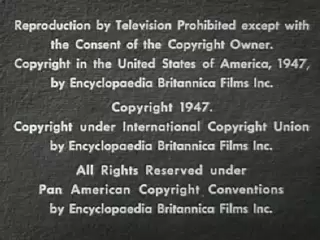 Reproduction by Television Prohibited except with
the Consent of the Copyright Owner.
Copyright in the United States of America, 1947,
by Encyclopaedia Britannica Films Inc.
Copyright 1947.
Copyright under International Copyright Union
by Encyclopaedia Britannica Films Inc.
All Rights Reserved under
Pan American Copyright Conventions
by Encyclopaedia Britannica Films Inc.